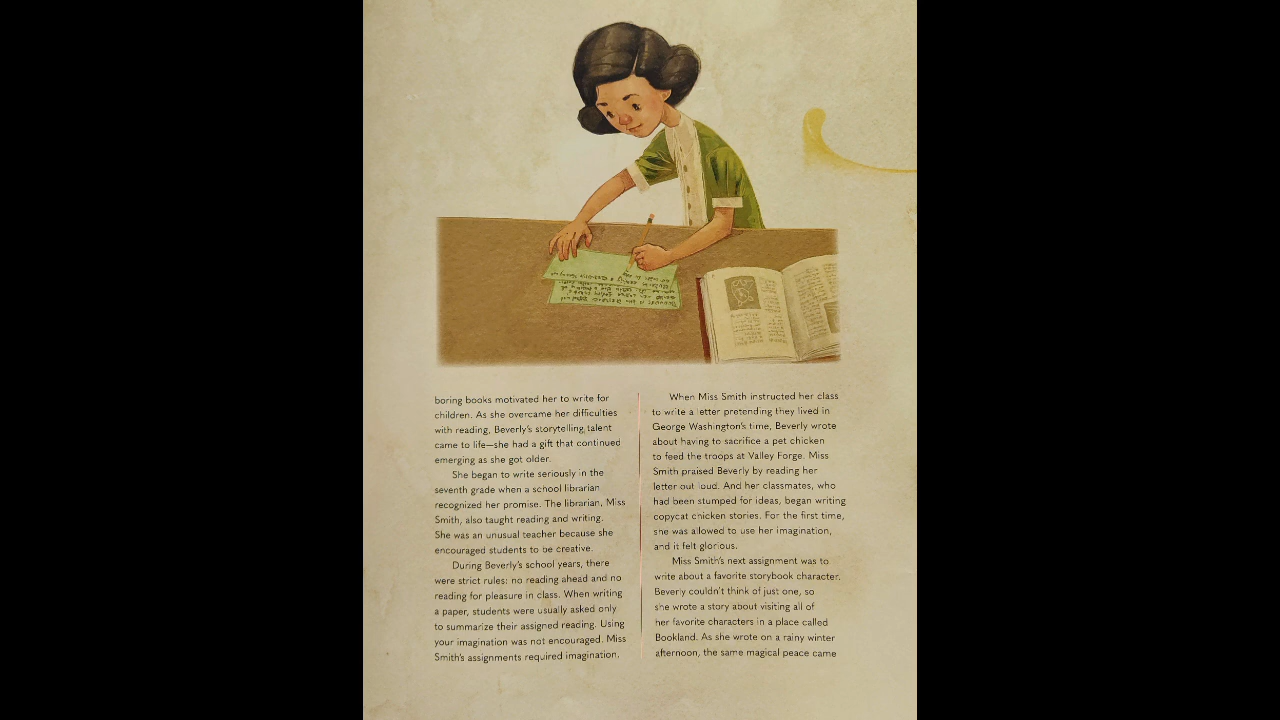 boring books motivated her to write for
children. As she overcame her difficulties
with reading, Beverly's storytelling talent
came to life—she had a gift that continued
emerging as she got older.
She began to write seriously in the
seventh grade when a school librarian
recognized her promise. The librarian, Miss
Smith, also taught reading and writing.
She was an unusual teacher because she
encouraged students to be creative.
During Beverly's school years, there
were strict rules: no reading ahead and no
reading for pleasure in class. When writing
a paper, students were usually asked only
to summarize their assigned reading. Using
your imagination was not encouraged. Miss
Smith's assignments required imagination.
When Miss Smith instructed her class
to write a letter pretending they lived in
George Washington's time, Beverly wrote
about having to sacrifice a pet chicken
to feed the troops at Valley Forge. Miss
Smith praised Beverly by reading her
letter out loud. And her classmates, who
had been stumped for ideas, began writing
copycat chicken stories. For the first time,
she was allowed to use her imagination,
and it felt glorious.
Miss Smith's next assignment was to
write about a favorite storybook character.
Beverly couldn't think of just one, so
she wrote a story about visiting all of
her favorite characters in a place called
Bookland. As she wrote on a rainy winter
afternoon, the same magical peace came